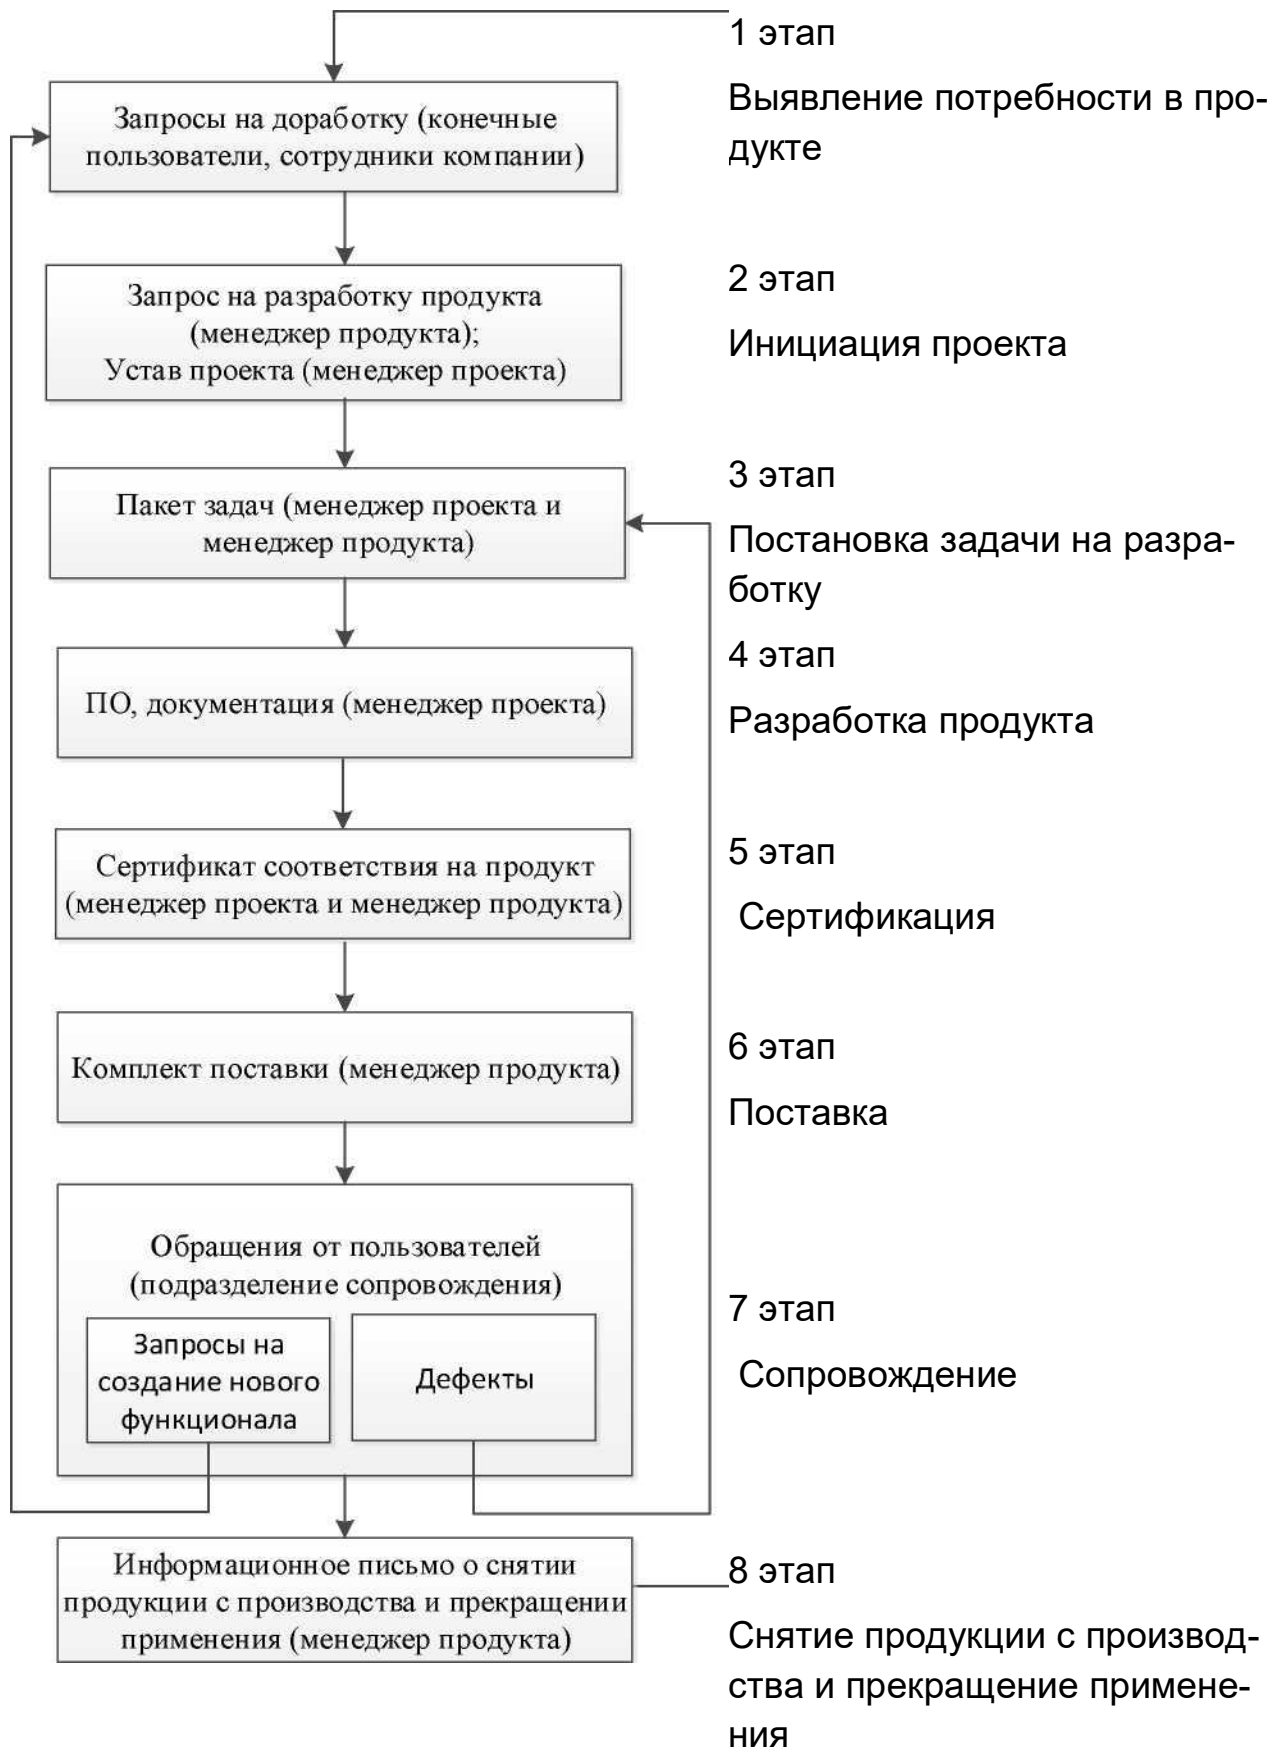 1 этап
Выявление потребности в про-
дукте
Запросы на доработку (конечные
пользователи, сотрудники компании)
2 этап
Инициация проекта
Запрос на разработку продукта
(менеджер продукта);
Устав проекта (менеджер проекта)
3 этап
Постановка задачи на разра-
ботку
Пакет задач (менеджер проекта и
менеджер продукта)
4 этап
Разработка продукта
ПО, документация (менеджер проекта)
5 этап
Сертификация
Сертификат соответствия на продукт
(менеджер проекта и менеджер продукта)
6 этап
Поставка
Комплект поставки (менеджер продукта)
7 этап
Сопровождение
Обращения от пользователей
(подразделение сопровождения)
Запросы на
создание нового
функционала
Дефекты
8 этап
Снятие продукции с производ-
ства и прекращение примене-
ния
Информационное письмо о снятии
продукции с производства и прекращении
применения (менеджер продукта)